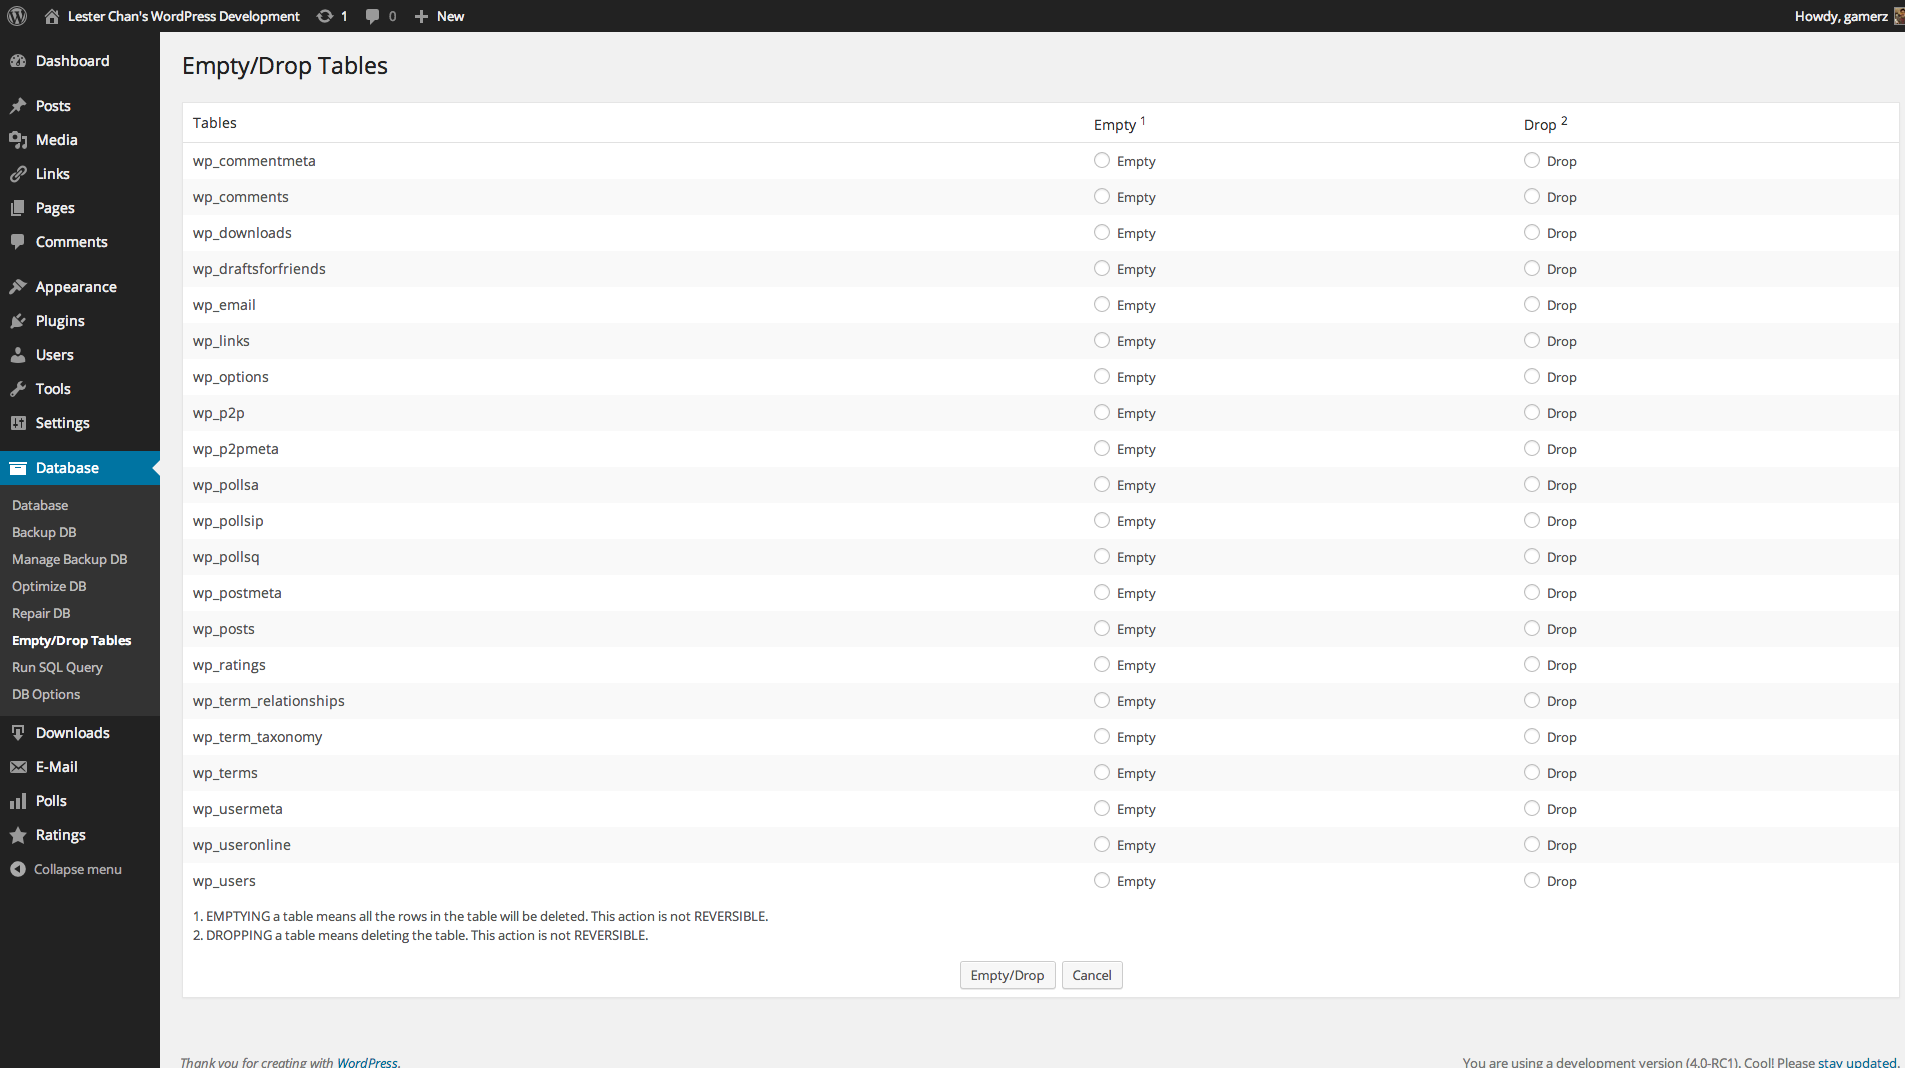 Lester Chan's WordPress Development 1 0 New Howdy, gamerz
Dashboard
Posts
Media
Links
Pages
Comments
Appearance
Plugins
Users
Tools
Settings
Database
Database
Backup DB
Manage Backup DB
Optimize DB
Repair DB
Empty/Drop Tables
Run SQL Query
DB Options
Downloads
E-Mail
Polls
Ratings
Collapse menu
Empty/Drop Tables
Tables Empty 1 Drop 2
wp_commentmeta Empty Drop
wp_comments Empty Drop
wp_downloads Empty Drop
wp_draftsforfriends Empty Drop
wp_email Empty Drop
wp_links Empty Drop
wp_options Empty Drop
wp_p2p Empty Drop
wp_p2pmeta Empty Drop
wp_pollsa Empty Drop
wp_pollsip Empty Drop
wp_pollsq Empty Drop
wp_postmeta Empty Drop
wp_posts Empty Drop
wp_ratings Empty Drop
wp_term_relationships Empty Drop
wp_term_taxonomy Empty Drop
wp_terms Empty Drop
wp_usermeta Empty Drop
wp_useronline Empty Drop
wp_users Empty Drop
1. EMPTYING a table means all the rows in the table will be deleted. This action is not REVERSIBLE.
2. DROPPING a table means deleting the table. This action is not REVERSIBLE.
Empty/Drop Cancel
Thank you for creating with WordPress. You are using a development version (4.0-RC1). Cool! Please stay updated.